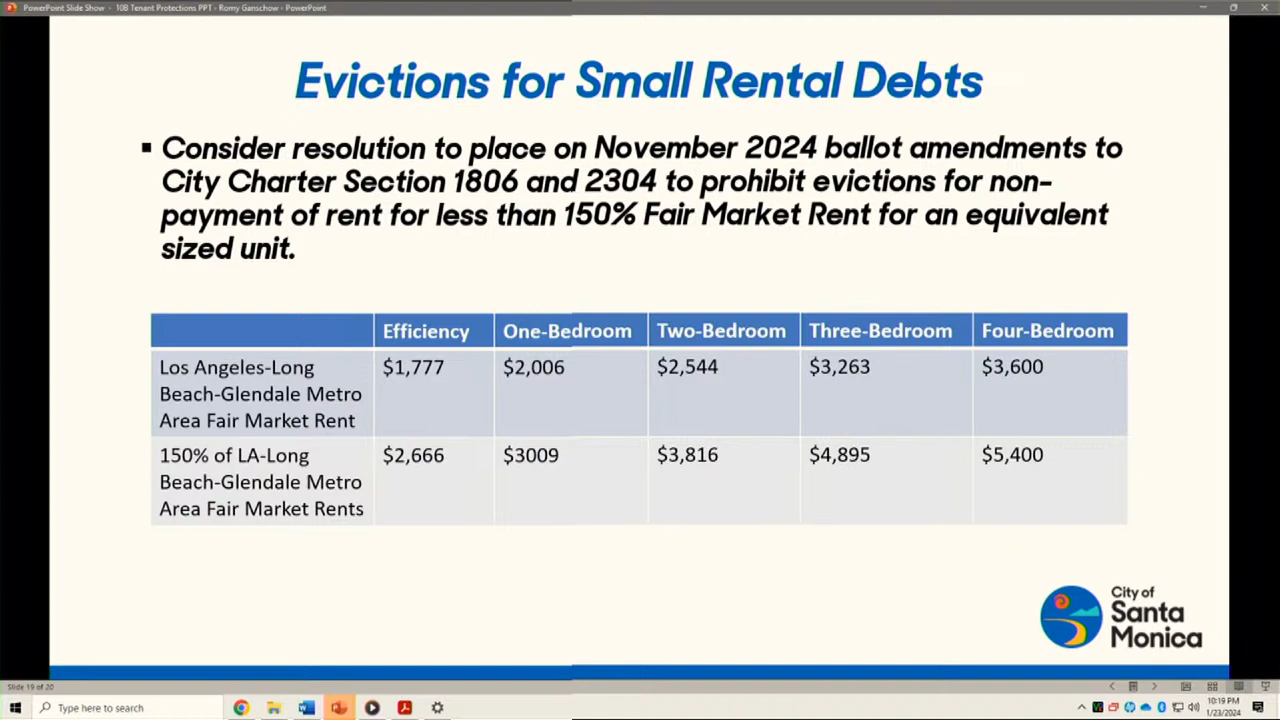 PowerPoint Slide Show - 10B Tenant Protections PPT - Romy Ganschow - PowerPoint
Evictions for Small Rental Debts
▪ Consider resolution to place on November 2024 ballot amendments to
City Charter Section 1806 and 2304 to prohibit evictions for non-
payment of rent for less than 150% Fair Market Rent for an equivalent
sized unit.
Efficiency One-Bedroom Two-Bedroom Three-Bedroom Four-Bedroom
Los Angeles-Long $1,777 $2,006 $2,544 $3,263 $3,600
Beach-Glendale Metro
Area Fair Market Rent
150% of LA-Long $2,666 $3009 $3,816 $4,895 $5,400
Beach-Glendale Metro
Area Fair Market Rents
City of
Santa
Monica
Slide 19 of 20
Type here to search
10:19 PM
1/23/2024